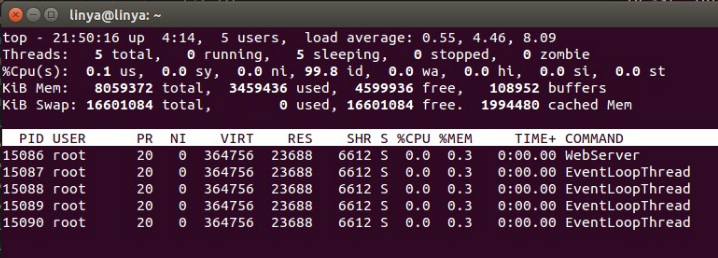 linya@linya: ~
top - 21:50:16 up  4:14,  5 users,  load average: 0.55, 4.46, 8.09
Threads:   5 total,   0 running,   5 sleeping,   0 stopped,   0 zombie
%Cpu(s):  0.1 us,  0.0 sy,  0.0 ni, 99.8 id,  0.0 wa,  0.0 hi,  0.0 si,  0.0 st
KiB Mem:   8059372 total,  3459436 used,  4599936 free,   108952 buffers
KiB Swap: 16601084 total,        0 used, 16601084 free.  1994480 cached Mem
  PID USER      PR  NI    VIRT    RES    SHR S %CPU %MEM     TIME+ COMMAND
15086 root      20   0  364756  23688   6612 S  0.0  0.3   0:00.00 WebServer
15087 root      20   0  364756  23688   6612 S  0.0  0.3   0:00.00 EventLoopThread
15088 root      20   0  364756  23688   6612 S  0.0  0.3   0:00.00 EventLoopThread
15089 root      20   0  364756  23688   6612 S  0.0  0.3   0:00.00 EventLoopThread
15090 root      20   0  364756  23688   6612 S  0.0  0.3   0:00.00 EventLoopThread